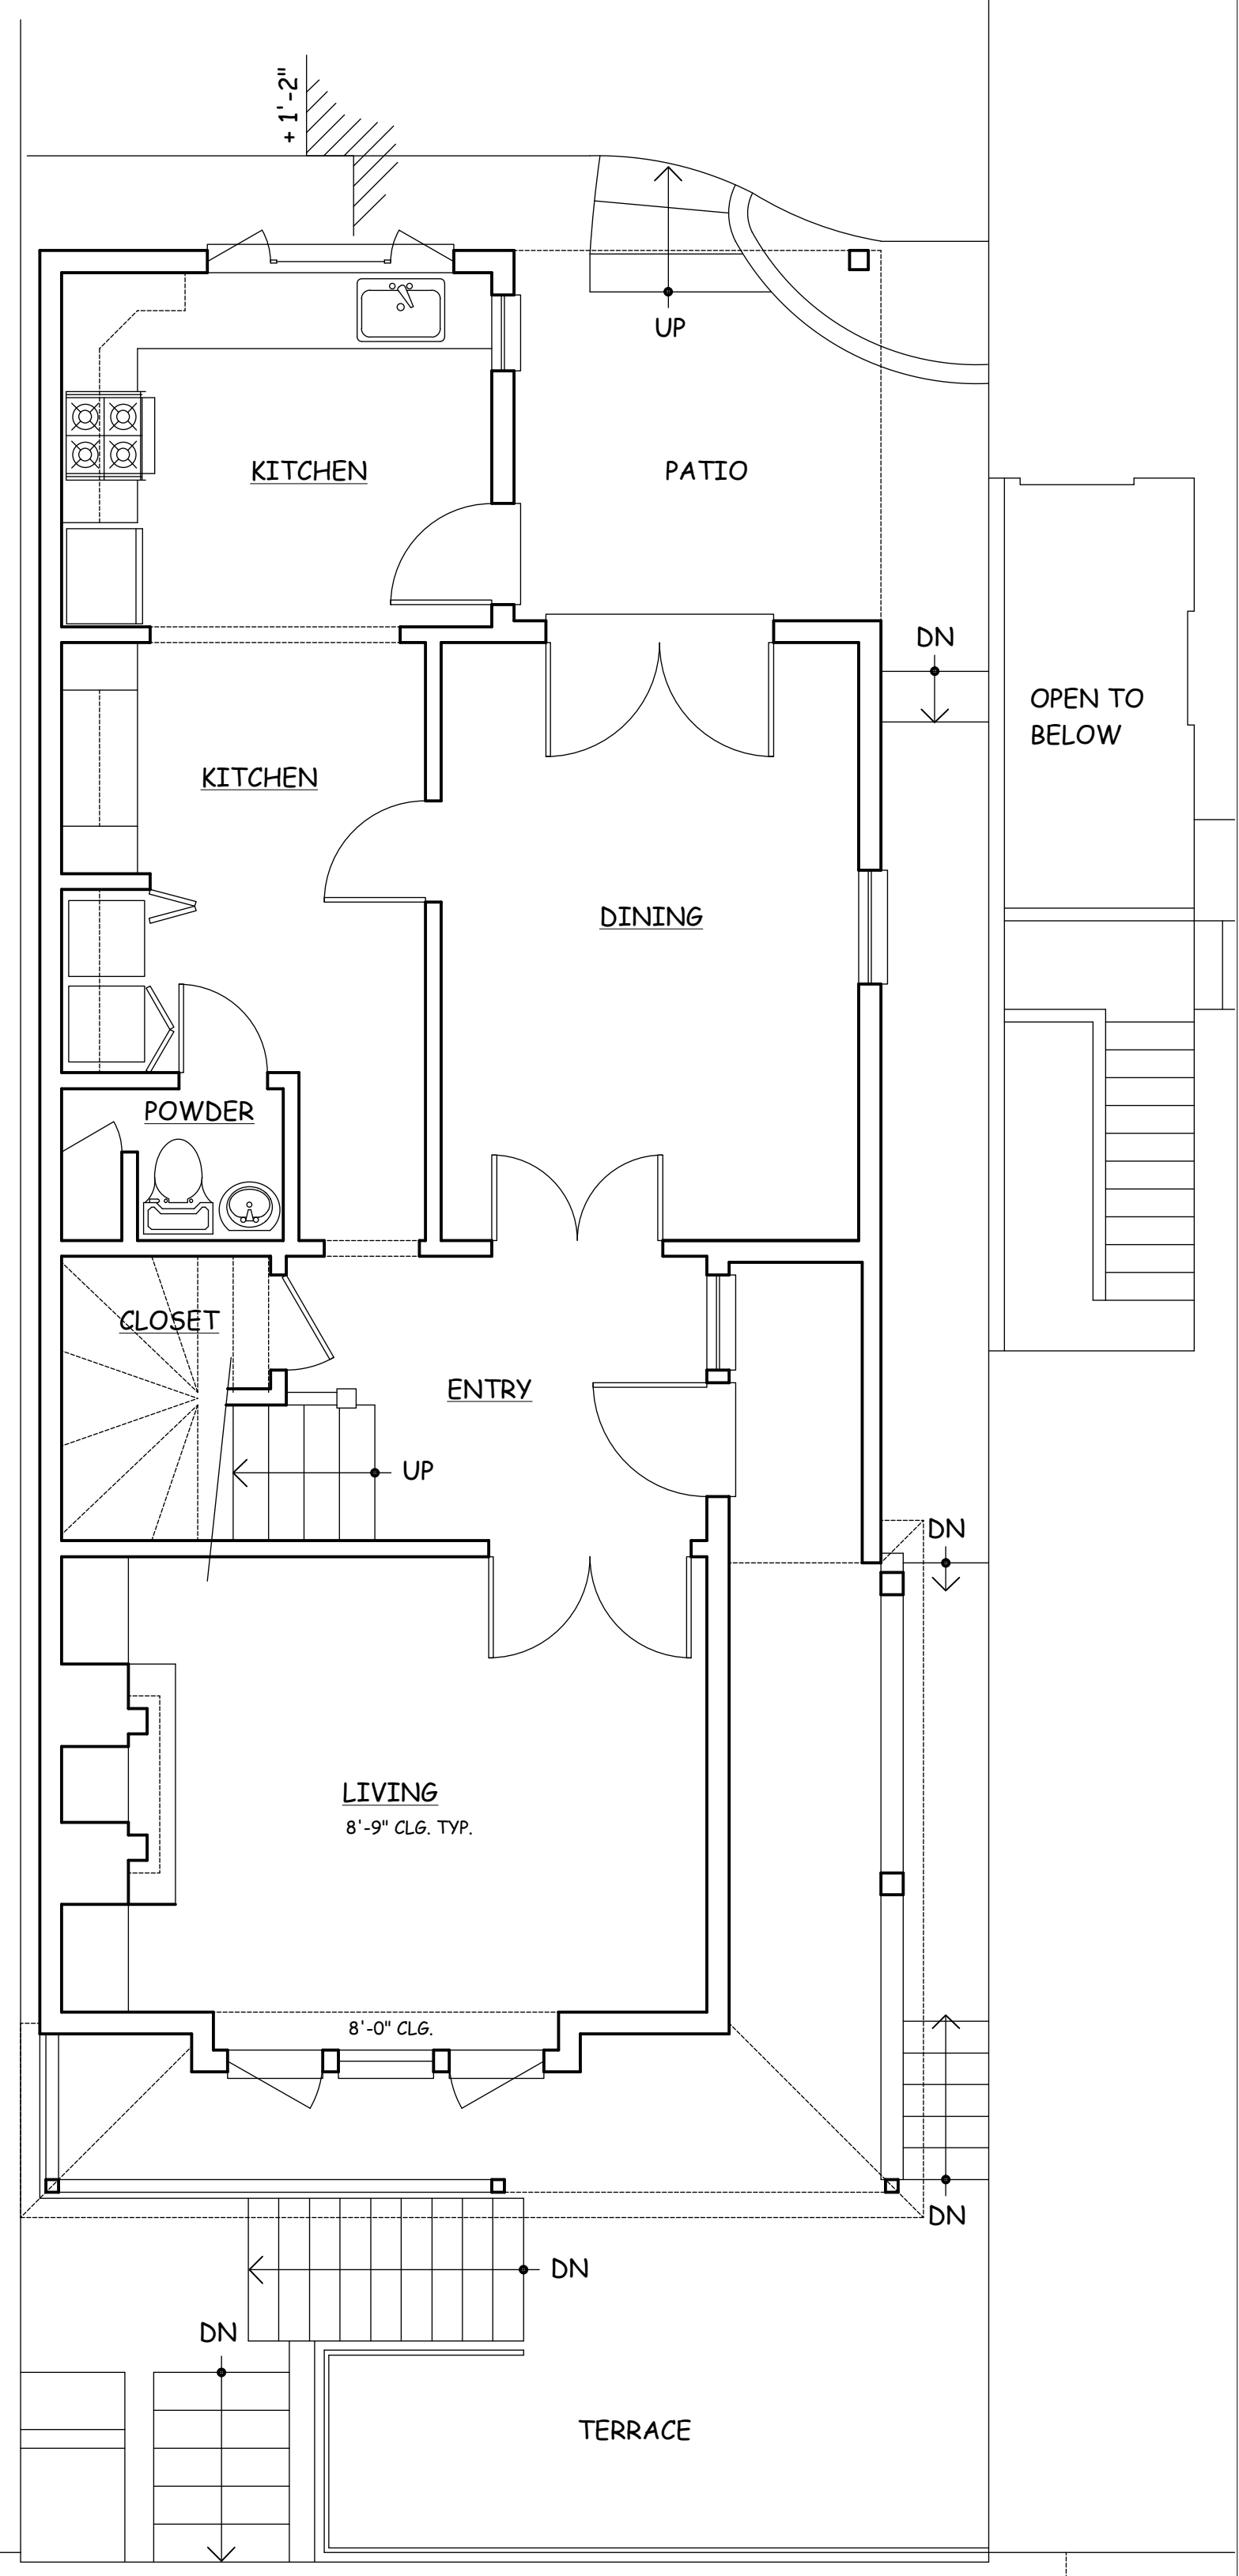 + 1'-2"
UP
KITCHEN
PATIO
DN
OPEN TO
BELOW
KITCHEN
DINING
POWDER
CLOSET
ENTRY
UP
DN
LIVING
8'-9" CLG. TYP.
8'-0" CLG.
DN
DN
DN
TERRACE